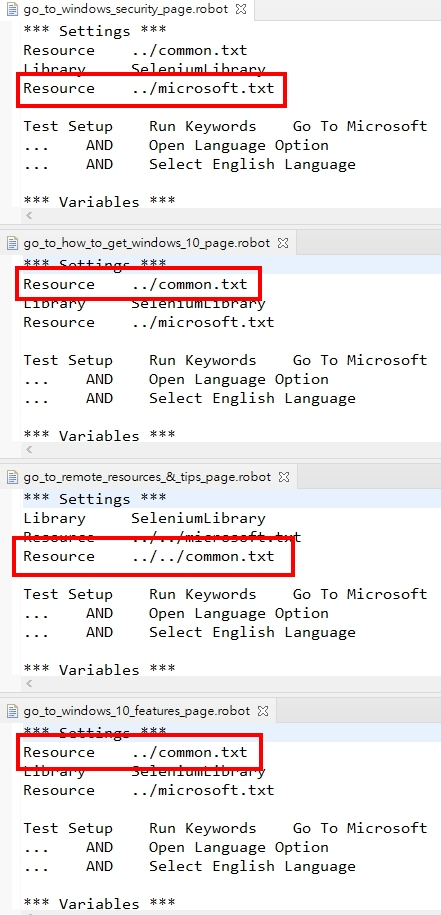 go_to_windows_security_page.robot
*** Settings ***
Resource    ../common.txt
Library     SeleniumLibrary
Resource    ../microsoft.txt
Test Setup    Run Keywords    Go To Microsoft
...    AND    Open Language Option
...    AND    Select English Language
*** Variables ***
go_to_how_to_get_windows_10_page.robot
*** Settings ***
Resource    ../common.txt
Library     SeleniumLibrary
Resource    ../microsoft.txt
Test Setup    Run Keywords    Go To Microsoft
...    AND    Open Language Option
...    AND    Select English Language
*** Variables ***
go_to_remote_resources_&_tips_page.robot
*** Settings ***
Library     SeleniumLibrary
Resource    ../../microsoft.txt
Resource    ../../common.txt
Test Setup    Run Keywords    Go To Microsoft
...    AND    Open Language Option
...    AND    Select English Language
*** Variables ***
go_to_windows_10_features_page.robot
*** Settings ***
Resource    ../common.txt
Library     SeleniumLibrary
Resource    ../microsoft.txt
Test Setup    Run Keywords    Go To Microsoft
...    AND    Open Language Option
...    AND    Select English Language
*** Variables ***